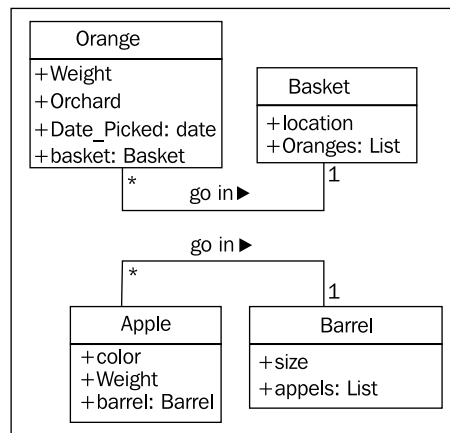 Orange
+Weight
+Orchard
+Date_Picked: date
+basket: Basket
Basket
+location
+Oranges: List
*
go in ▶
1
go in ▶
*
1
Apple
+color
+Weight
+barrel: Barrel
Barrel
+size
+appels: List